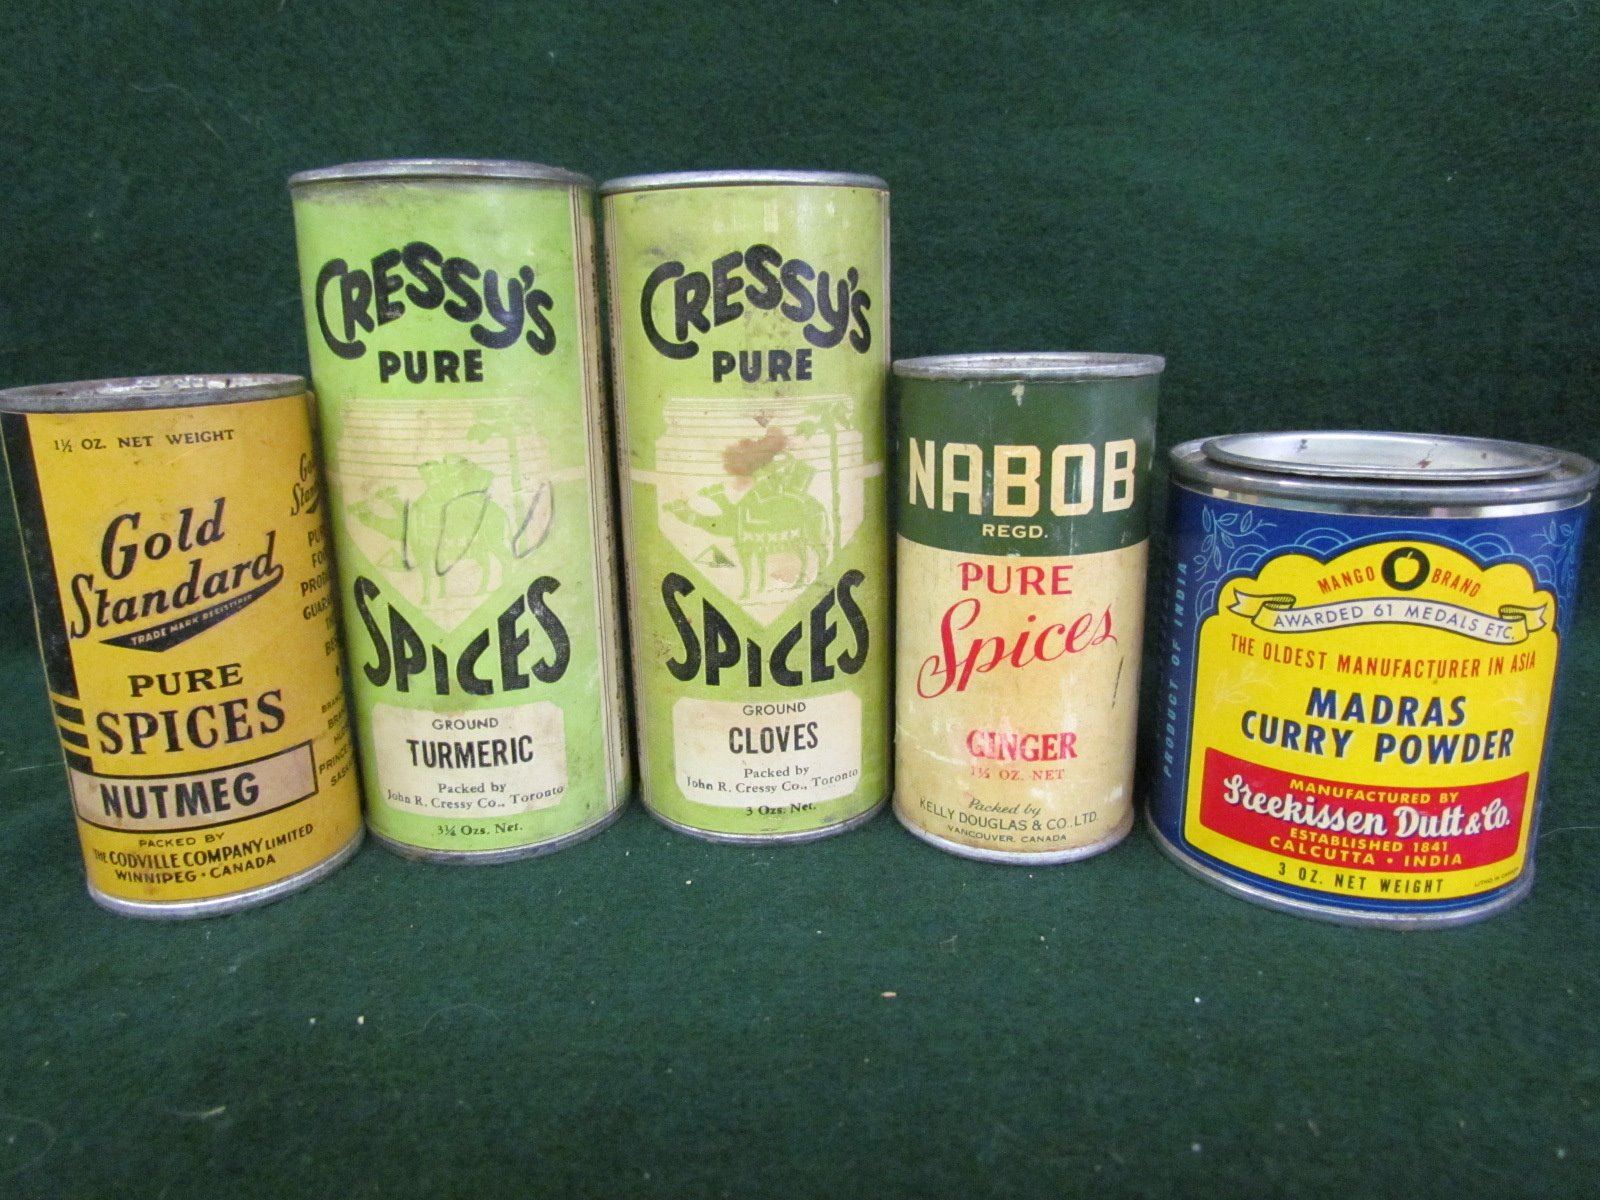 1½ OZ. NET WEIGHT
Gold
Standard
TRADE MARK REGISTERED
PURE
SPICES
NUTMEG
PACKED BY
THE CODVILLE COMPANY LIMITED
WINNIPEG • CANADA
CRESSY'S
PURE
100
SPICES
GROUND
TURMERIC
Packed by
John R. Cressy Co., Toronto
3¼ Ozs. Net.
CRESSY'S
PURE
SPICES
GROUND
CLOVES
Packed by
John R. Cressy Co., Toronto
3 Ozs. Net.
NABOB
REGD.
PURE
Spices
GINGER
1½ OZ. NET
Packed by
KELLY DOUGLAS & CO. LTD.
VANCOUVER, CANADA
PRODUCT OF INDIA
MANGO BRAND
AWARDED 61 MEDALS ETC.
THE OLDEST MANUFACTURER IN ASIA
MADRAS
CURRY POWDER
MANUFACTURED BY
Sreekissen Dutt & Co.
ESTABLISHED 1841
CALCUTTA • INDIA
3 OZ. NET WEIGHT